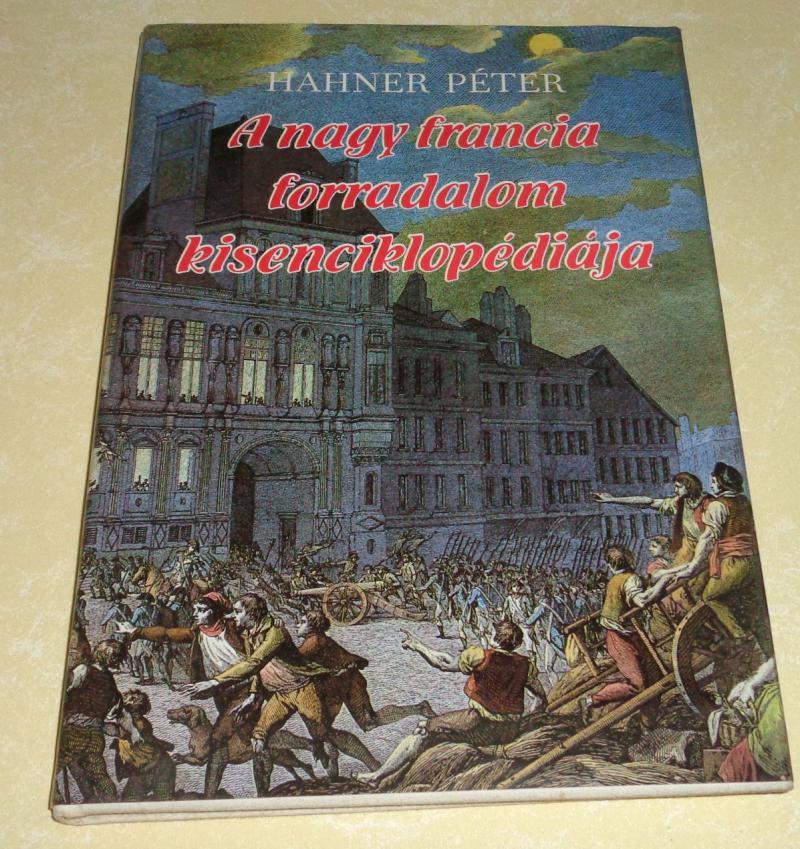 HAHNER PÉTER
A nagy francia
forradalom
kisenciklopédiája